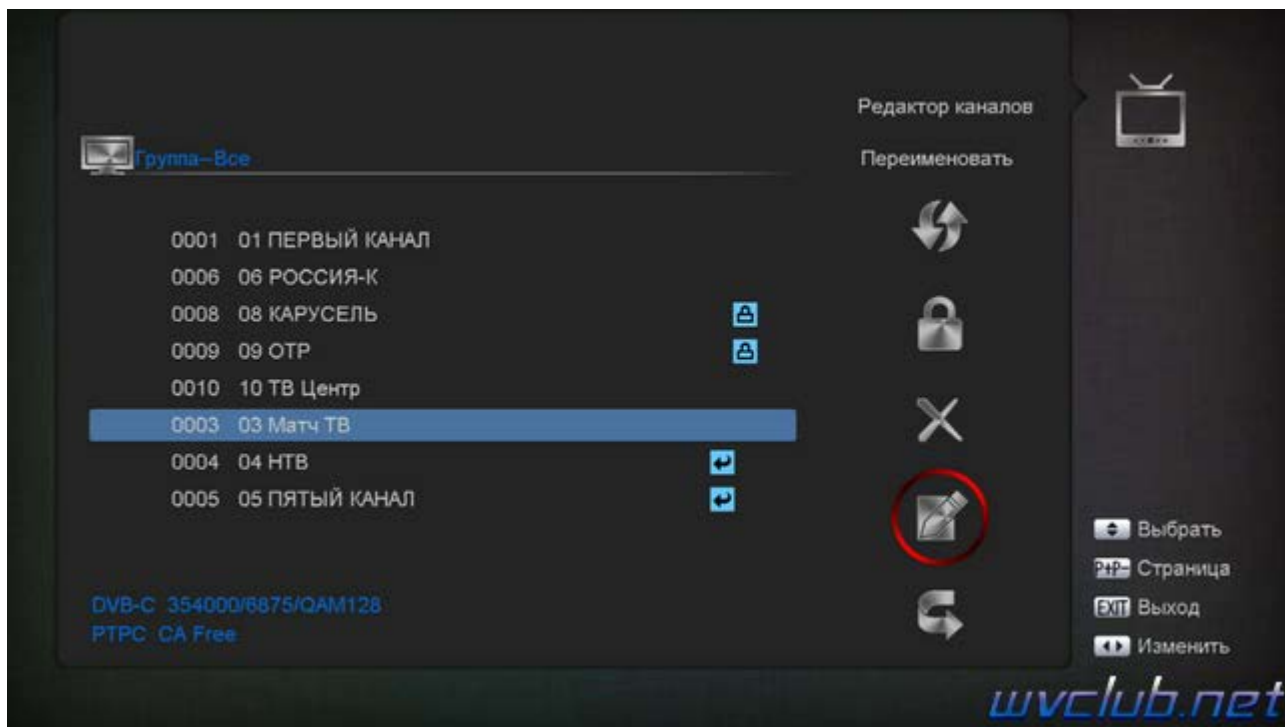 Редактор каналов
Группа-Все
Переименовать
0001 01 ПЕРВЫЙ КАНАЛ
0006 06 РОССИЯ-К
0008 08 КАРУСЕЛЬ
0009 09 ОТР
0010 10 ТВ Центр
0003 03 Матч ТВ
0004 04 НТВ
0005 05 ПЯТЫЙ КАНАЛ
DVB-C 354000/6875/QAM128
РТРС CA Free
Выбрать
P+P- Страница
EXIT Выход
Изменить
wvclub.net